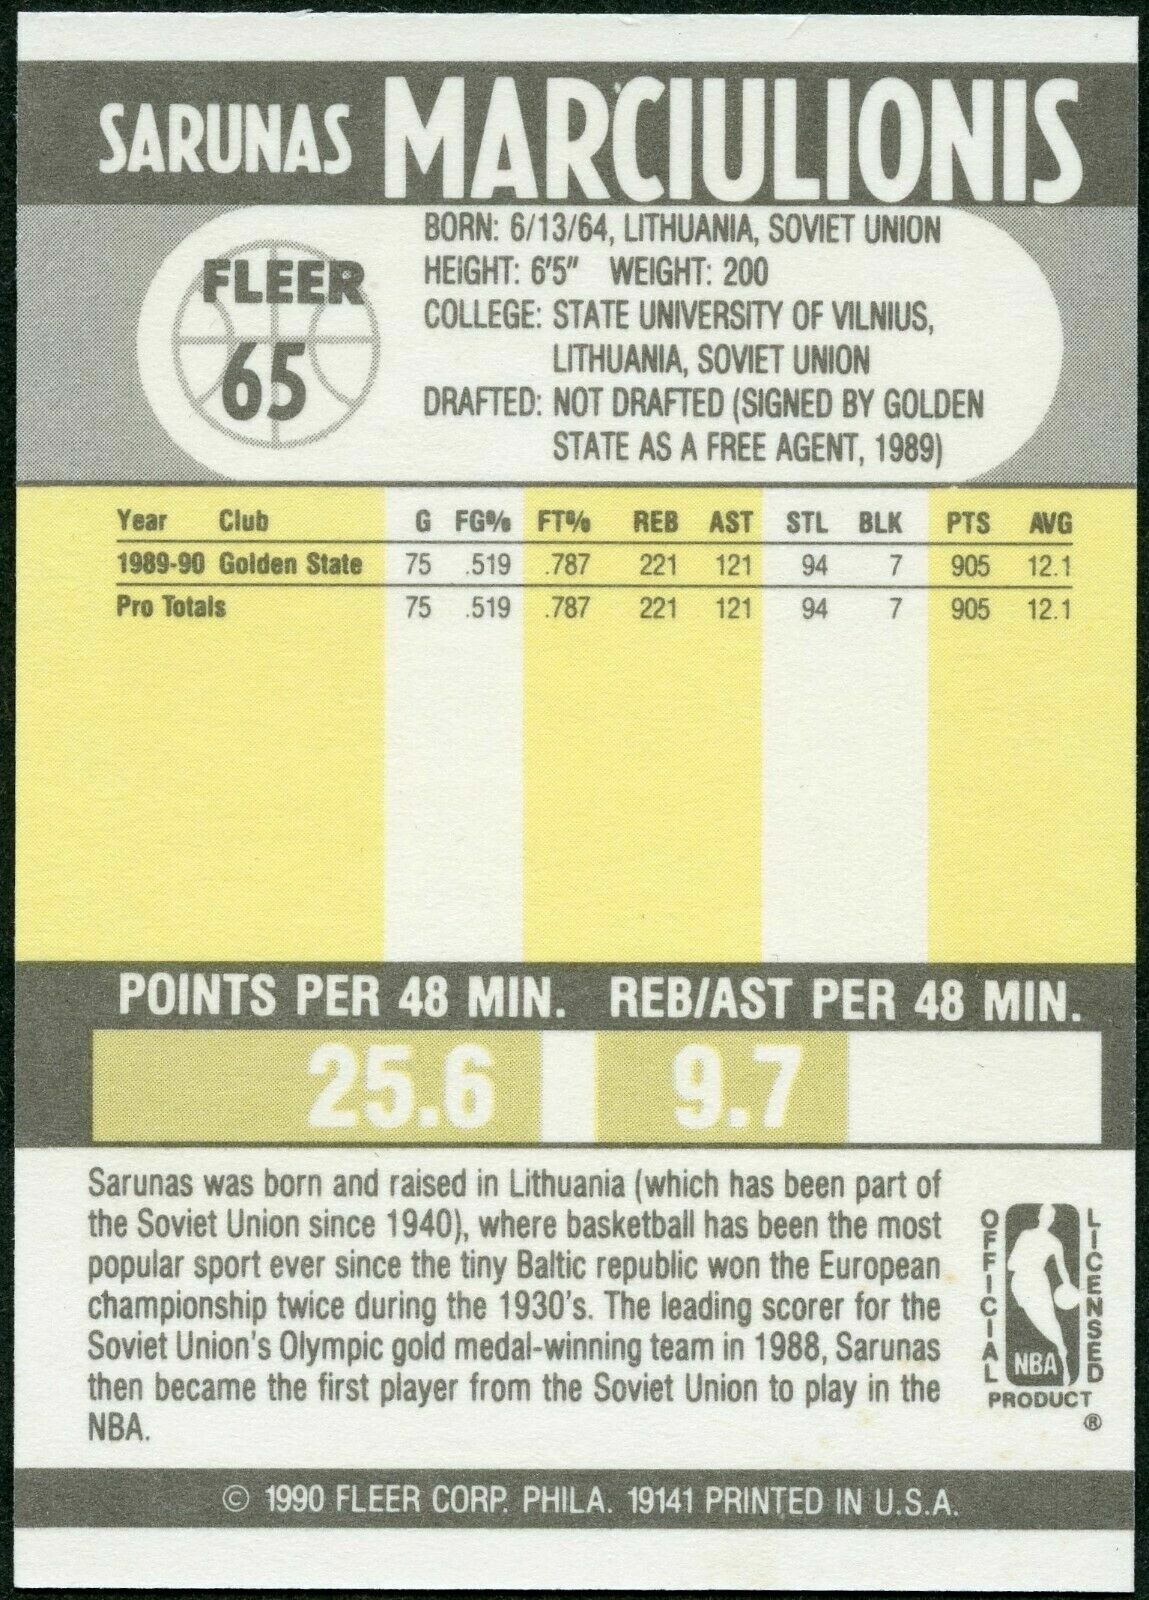 SARUNAS MARCIULIONIS
FLEER
65
BORN: 6/13/64, LITHUANIA, SOVIET UNION
HEIGHT: 6'5" WEIGHT: 200
COLLEGE: STATE UNIVERSITY OF VILNIUS,
LITHUANIA, SOVIET UNION
DRAFTED: NOT DRAFTED (SIGNED BY GOLDEN
STATE AS A FREE AGENT, 1989)
Year Club G FG% FT% REB AST STL BLK PTS AVG
1989-90 Golden State 75 .519 .787 221 121 94 7 905 12.1
Pro Totals 75 .519 .787 221 121 94 7 905 12.1
POINTS PER 48 MIN. REB/AST PER 48 MIN.
25.6 9.7
Sarunas was born and raised in Lithuania (which has been part of
the Soviet Union since 1940), where basketball has been the most
popular sport ever since the tiny Baltic republic won the European
championship twice during the 1930's. The leading scorer for the
Soviet Union's Olympic gold medal-winning team in 1988, Sarunas
then became the first player from the Soviet Union to play in the
NBA.
OFFICIAL
LICENSED
NBA
PRODUCT
®
© 1990 FLEER CORP. PHILA. 19141 PRINTED IN U.S.A.